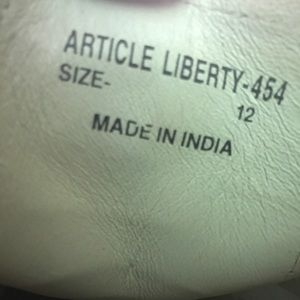 ARTICLE LIBERTY-454
SIZE-
12
MADE IN INDIA